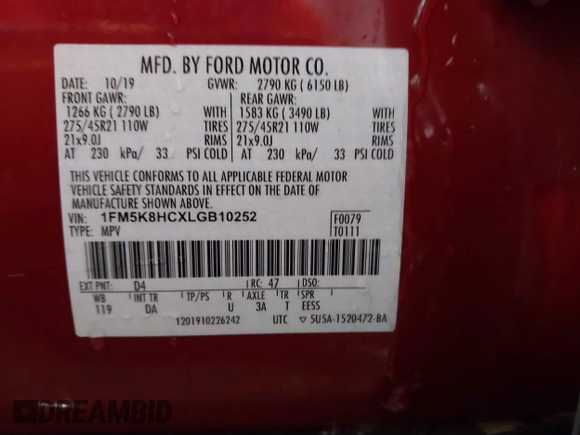 MFD. BY FORD MOTOR CO.
DATE: 10/19 GVWR: 2790 KG ( 6150 LB)
FRONT GAWR: REAR GAWR:
1266 KG ( 2790 LB) WITH 1583 KG ( 3490 LB) WITH
275/45R21 110W TIRES 275/45R21 110W TIRES
21x9.0J RIMS 21x9.0J RIMS
AT 230 kPa/ 33 PSI COLD AT 230 kPa/ 33 PSI COLD
THIS VEHICLE CONFORMS TO ALL APPLICABLE FEDERAL MOTOR
VEHICLE SAFETY STANDARDS IN EFFECT ON THE DATE OF
MANUFACTURE SHOWN ABOVE.
VIN: 1FM5K8HCXLGB10252 F0079
TYPE: MPV T0111
EXT PNT: D4 RC: 47 DSO:
WB INT TR TP/PS R AXLE TR SPR
119 DA U 3A T EESS
1201910226242 UTC ▽ 5U5A-1520472-BA
DREAMBID